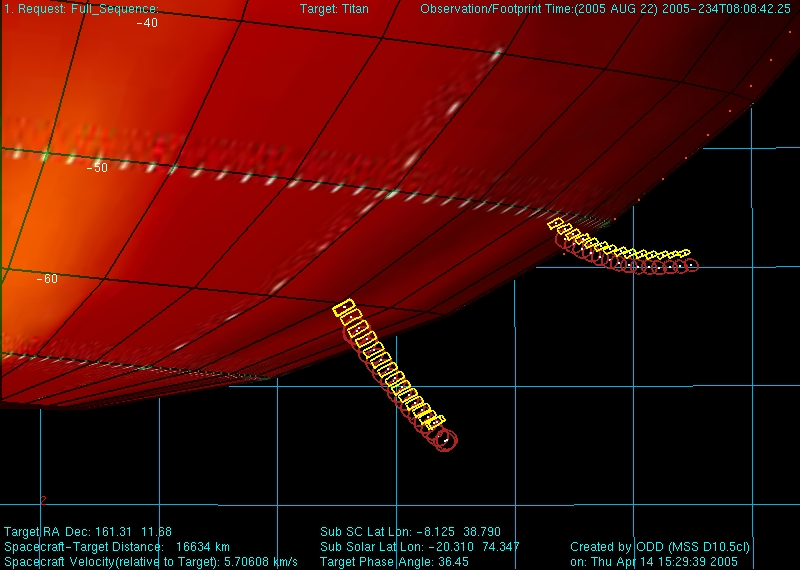 1. Request: Full_Sequence: Target: Titan Observation/Footprint Time:(2005 AUG 22) 2005-234T08:08:42.25
-40
-50
-60
2
Target RA Dec: 161.31 11.68 Sub SC Lat Lon: -8.125 38.790
Spacecraft-Target Distance: 16634 km Sub Solar Lat Lon: -20.310 74.347 Created by ODD (MSS D10.5cl)
Spacecraft Velocity(relative to Target): 5.70608 km/s Target Phase Angle: 36.45 on: Thu Apr 14 15:29:39 2005